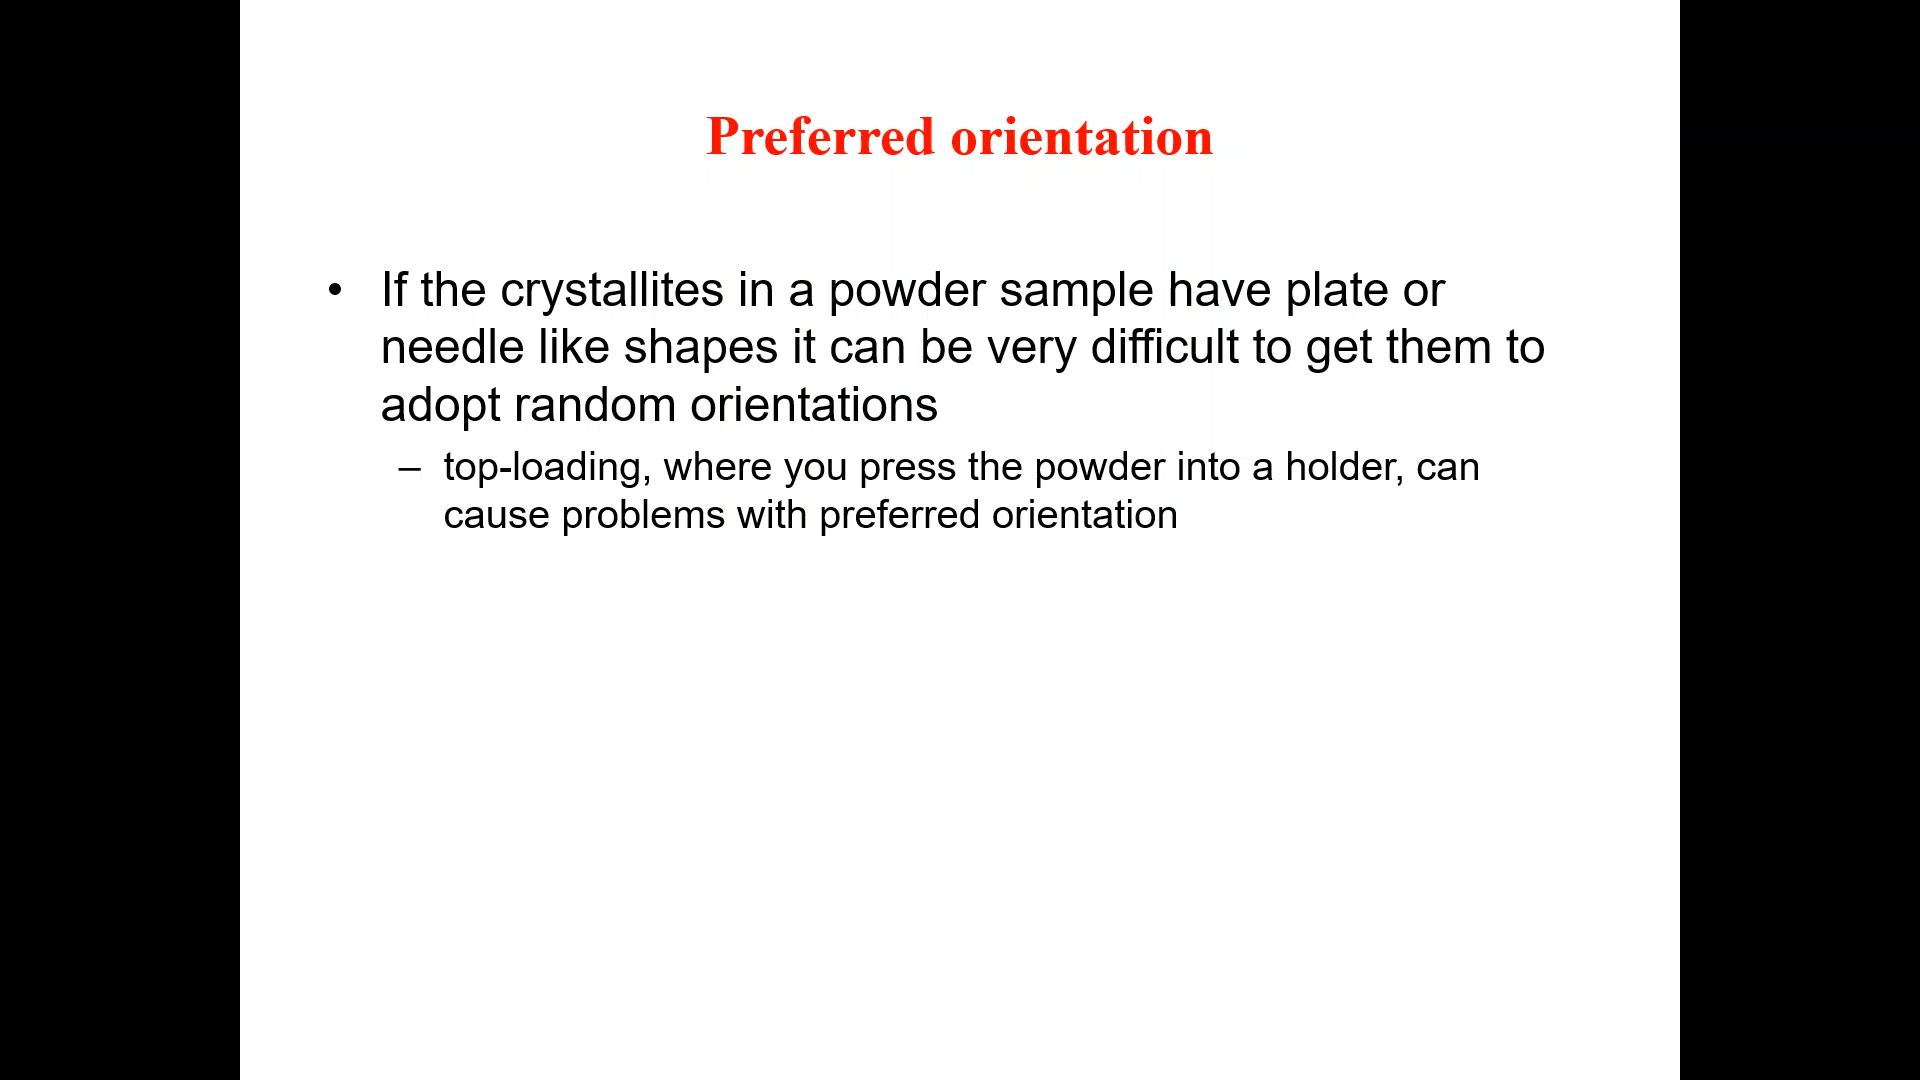 Preferred orientation
• If the crystallites in a powder sample have plate or
needle like shapes it can be very difficult to get them to
adopt random orientations
– top-loading, where you press the powder into a holder, can
cause problems with preferred orientation